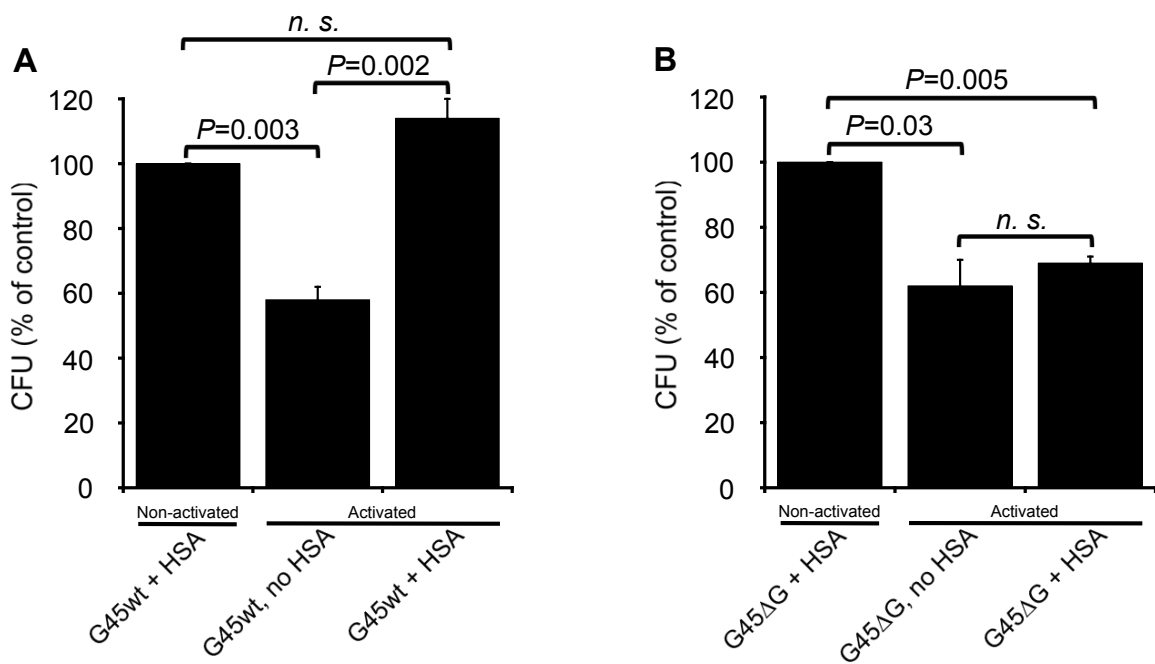 A
n. s.
P=0.002
P=0.003
CFU (% of control)
120
100
80
60
40
20
0
Non-activated
Activated
G45wt + HSA
G45wt, no HSA
G45wt + HSA
B
P=0.005
P=0.03
n. s.
CFU (% of control)
120
100
80
60
40
20
0
Non-activated
Activated
G45ΔG + HSA
G45ΔG, no HSA
G45ΔG + HSA